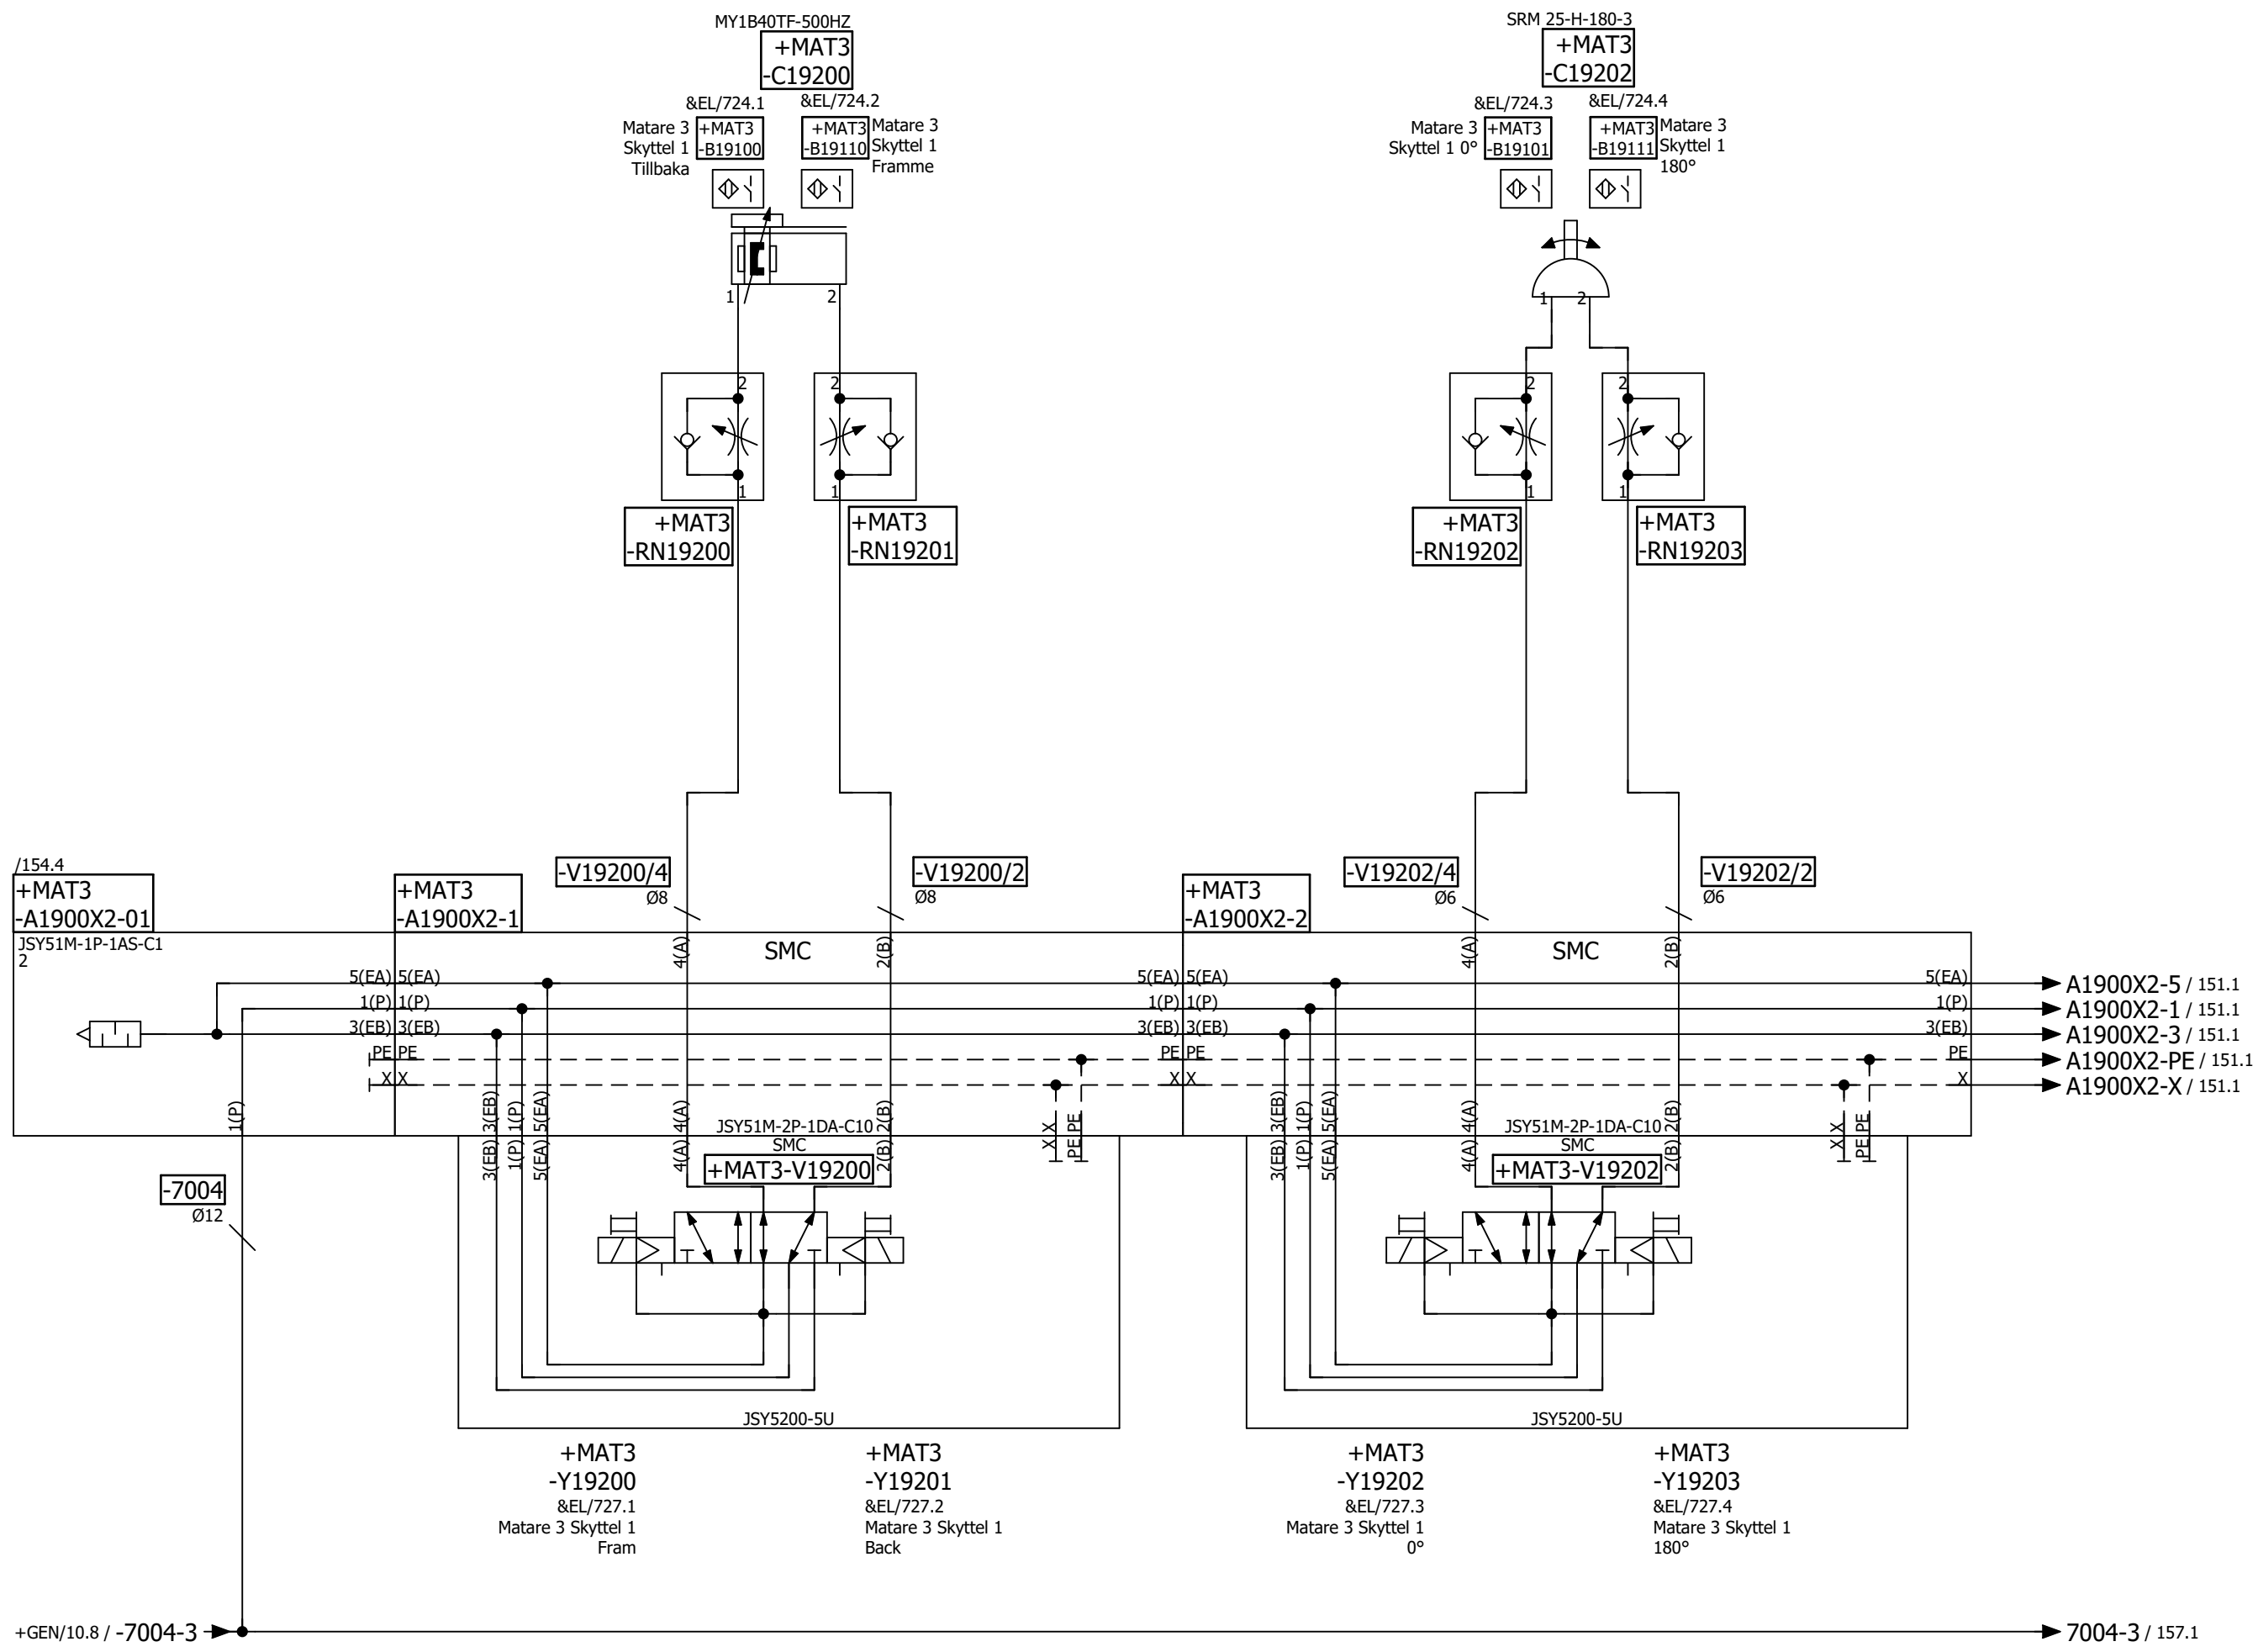 MY1B40TF-500HZ
+MAT3
-C19200
&EL/724.1
&EL/724.2
Matare 3
Skyttel 1
Tillbaka
+MAT3
-B19100
+MAT3
-B19110
Matare 3
Skyttel 1
Framme
1
2
2
1
2
1
+MAT3
-RN19200
+MAT3
-RN19201
SRM 25-H-180-3
+MAT3
-C19202
&EL/724.3
&EL/724.4
Matare 3
Skyttel 1 0°
+MAT3
-B19101
+MAT3
-B19111
Matare 3
Skyttel 1
180°
1
2
2
1
2
1
+MAT3
-RN19202
+MAT3
-RN19203
/154.4
+MAT3
-A1900X2-01
JSY51M-1P-1AS-C1
2
+MAT3
-A1900X2-1
-V19200/4
Ø8
-V19200/2
Ø8
+MAT3
-A1900X2-2
-V19202/4
Ø6
-V19202/2
Ø6
4(A)
SMC
2(B)
4(A)
SMC
2(B)
5(EA) 5(EA) 5(EA) 5(EA) 5(EA)
A1900X2-5 / 151.1
1(P) 1(P) 1(P) 1(P) 1(P)
A1900X2-1 / 151.1
3(EB) 3(EB) 3(EB) 3(EB) 3(EB)
A1900X2-3 / 151.1
PE PE PE PE PE
A1900X2-PE / 151.1
X X X X X
A1900X2-X / 151.1
1(P)
3(EB) 3(EB)
1(P) 1(P)
5(EA) 5(EA)
4(A) 4(A)
JSY51M-2P-1DA-C10
2(B) 2(B)
X X
PE PE
SMC
+MAT3-V19200
3(EB) 3(EB)
1(P) 1(P)
5(EA) 5(EA)
4(A) 4(A)
JSY51M-2P-1DA-C10
2(B) 2(B)
X X
PE PE
SMC
+MAT3-V19202
-7004
Ø12
JSY5200-5U
JSY5200-5U
+MAT3
-Y19200
&EL/727.1
Matare 3 Skyttel 1
Fram
+MAT3
-Y19201
&EL/727.2
Matare 3 Skyttel 1
Back
+MAT3
-Y19202
&EL/727.3
Matare 3 Skyttel 1
0°
+MAT3
-Y19203
&EL/727.4
Matare 3 Skyttel 1
180°
+GEN/10.8 / -7004-3
7004-3 / 157.1